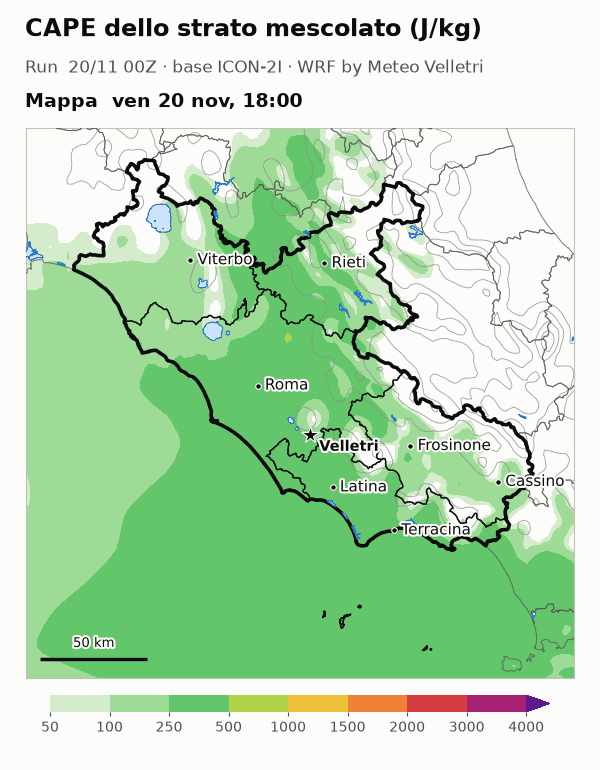 CAPE dello strato mescolato (J/kg)
Run  20/11 00Z · base ICON-2I · WRF by Meteo Velletri
Mappa  ven 20 nov, 18:00
Viterbo
Rieti
Roma
Velletri
Frosinone
Cassino
Latina
Terracina
50 km
50 100 250 500 1000 1500 2000 3000 4000